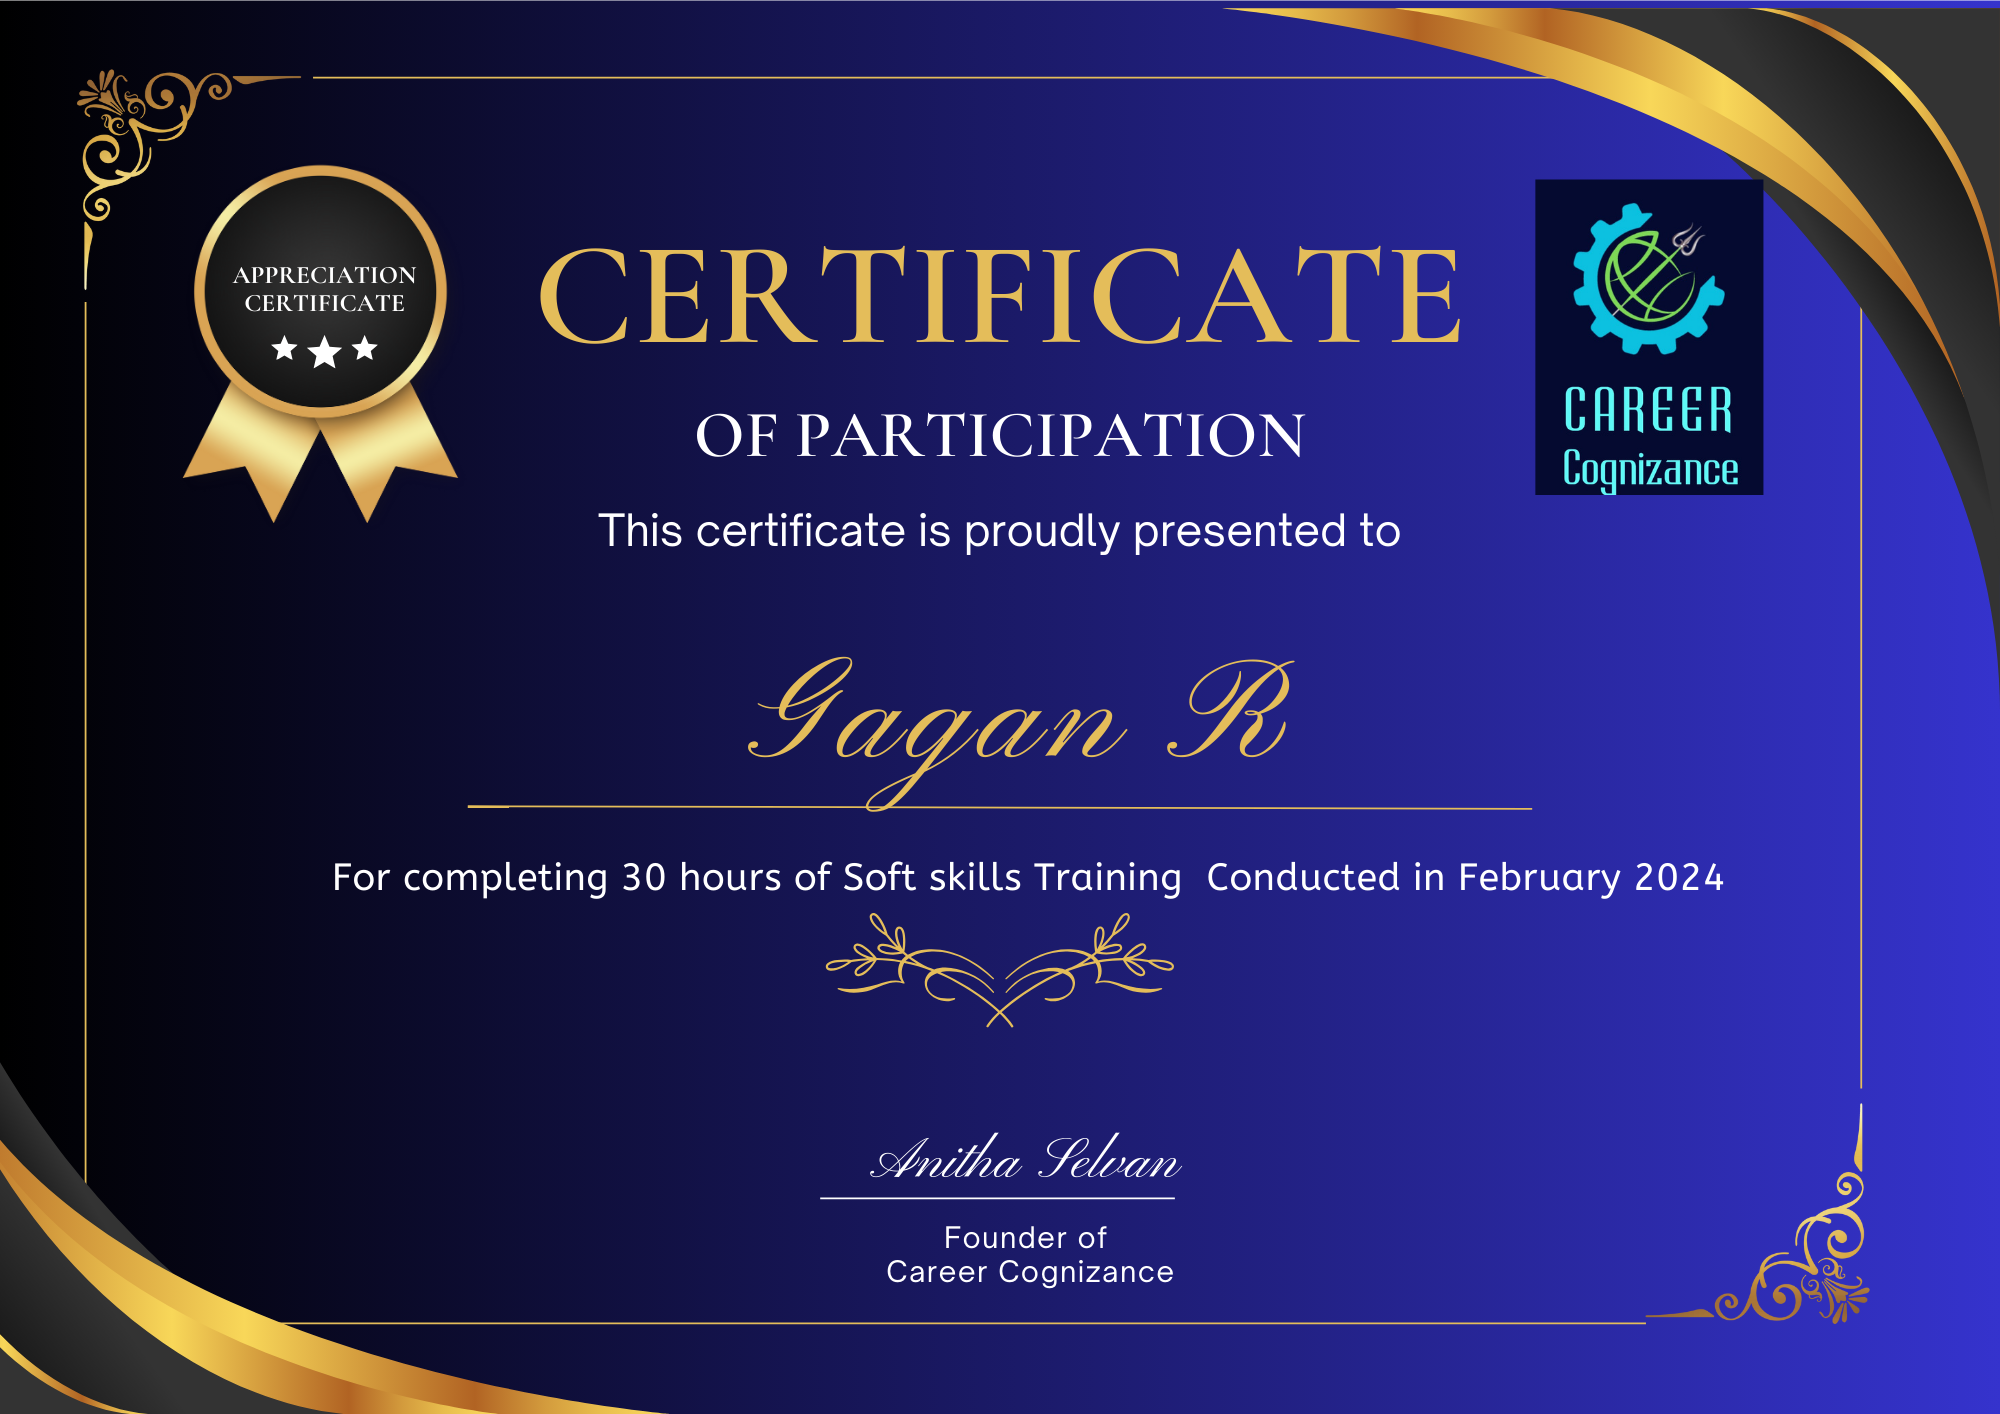 APPRECIATION
CERTIFICATE
CERTIFICATE
CAREER
Cognizance
OF PARTICIPATION
This certificate is proudly presented to
Gagan R
For completing 30 hours of Soft skills Training  Conducted in February 2024
Anitha Selvan
Founder of
Career Cognizance